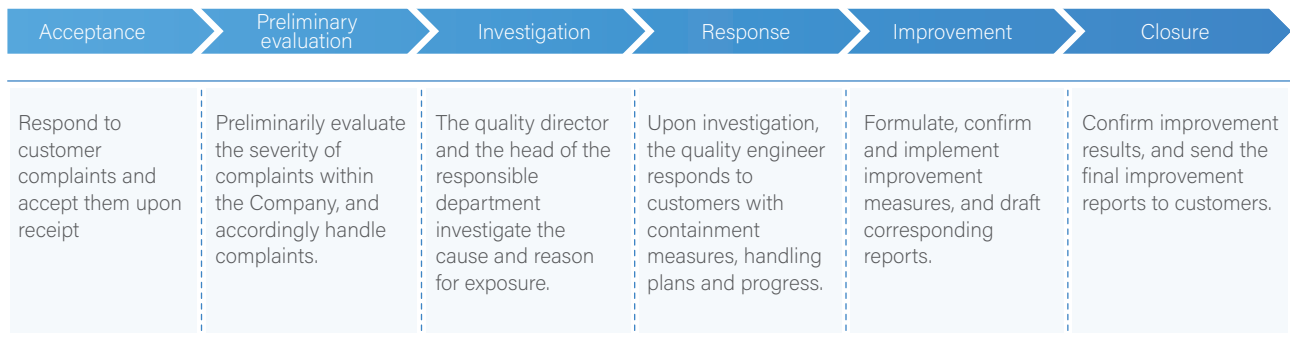 Acceptance
Preliminary
evaluation
Investigation
Response
Improvement
Closure
Respond to
customer
complaints and
accept them upon
receipt
Preliminarily evaluate
the severity of
complaints within
the Company, and
accordingly handle
complaints.
The quality director
and the head of the
responsible
department
investigate the
cause and reason
for exposure.
Upon investigation,
the quality engineer
responds to
customers with
containment
measures, handling
plans and progress.
Formulate, confirm
and implement
improvement
measures, and draft
corresponding
reports.
Confirm improvement
results, and send the
final improvement
reports to customers.